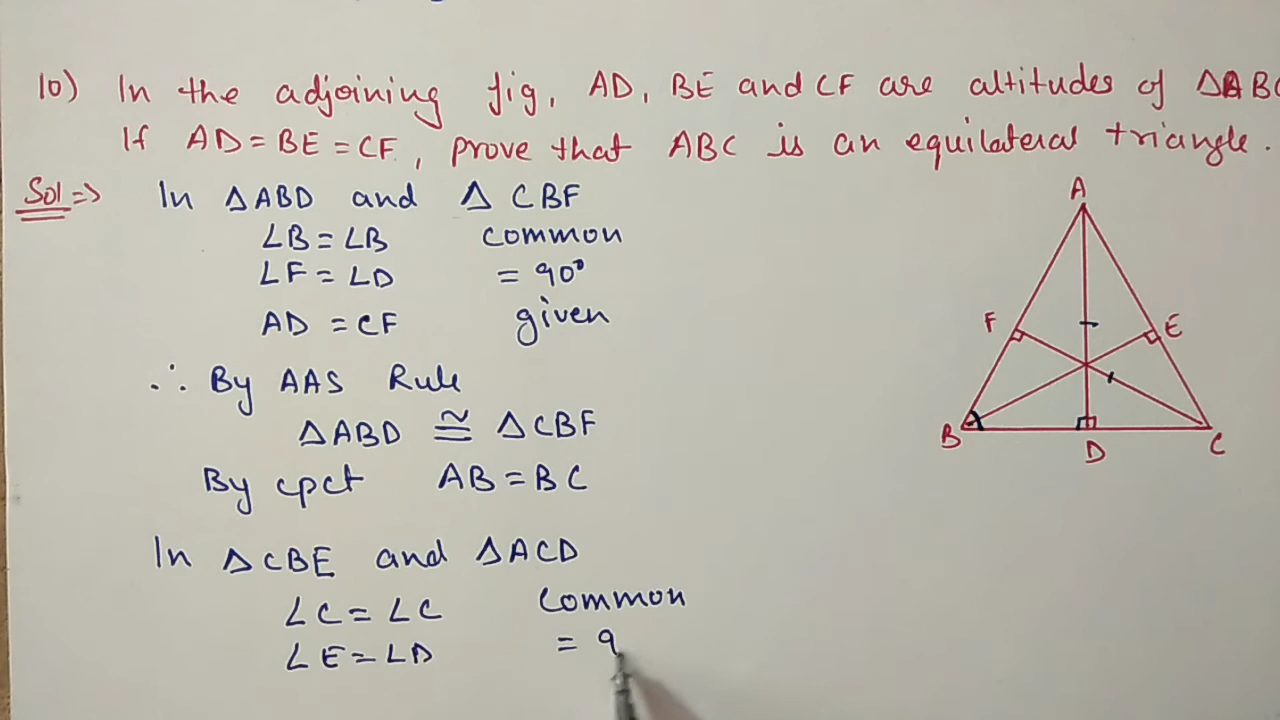 10) In the adjoining fig, AD, BE and CF are altitudes of ΔABC
If AD = BE = CF, prove that ABC is an equilateral triangle.
Sol ⇒ In ΔABD and ΔCBF
∠B = ∠B common
∠F = ∠D = 90°
AD = CF given
∴ By AAS Rule
ΔABD ≅ ΔCBF
By cpct AB = BC
In ΔCBE and ΔACD
∠C = ∠C Common
∠E = ∠D = 9
A
F
E
B
D
C